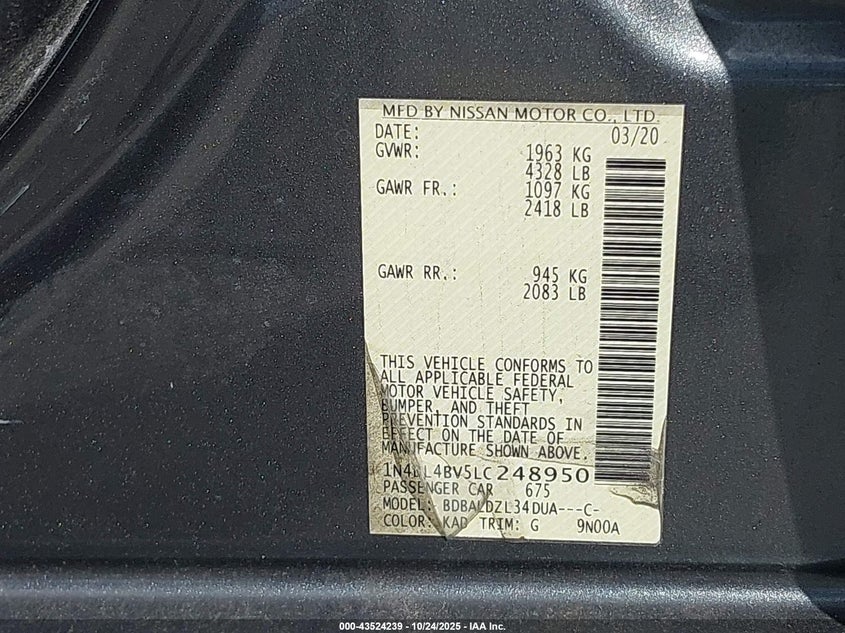 MFD BY NISSAN MOTOR CO., LTD.
DATE: 03/20
GVWR: 1963 KG
4328 LB
GAWR FR.: 1097 KG
2418 LB
GAWR RR.: 945 KG
2083 LB
THIS VEHICLE CONFORMS TO
ALL APPLICABLE FEDERAL
MOTOR VEHICLE SAFETY,
BUMPER, AND THEFT
PREVENTION STANDARDS IN
EFFECT ON THE DATE OF
MANUFACTURE SHOWN ABOVE.
PASSENGER CAR 675
MODEL: BDBALDZL34DUA---C-
COLOR: KAD TRIM: G 9N00A
000-43524239 - 10/24/2025 - IAA Inc.